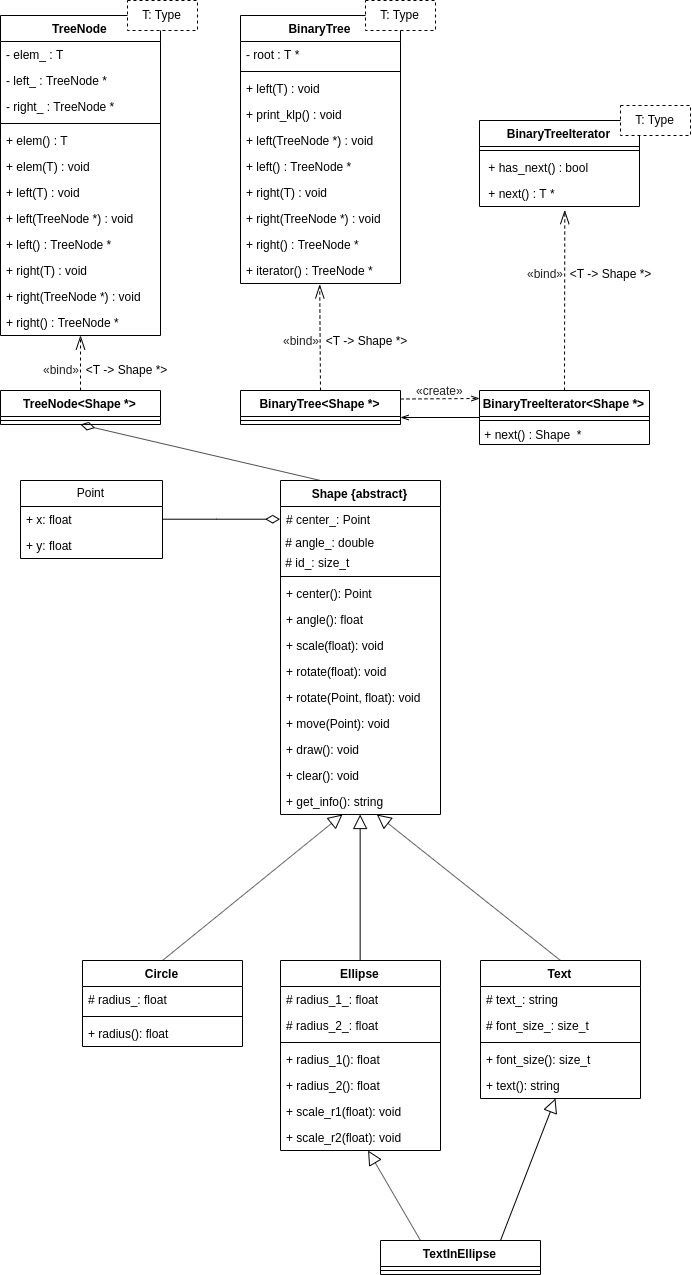 T: Type
TreeNode
- elem_ : T
- left_ : TreeNode *
- right_ : TreeNode *
+ elem() : T
+ elem(T) : void
+ left(T) : void
+ left(TreeNode *) : void
+ left() : TreeNode *
+ right(T) : void
+ right(TreeNode *) : void
+ right() : TreeNode *
T: Type
BinaryTree
- root : T *
+ left(T) : void
+ print_klp() : void
+ left(TreeNode *) : void
+ left() : TreeNode *
+ right(T) : void
+ right(TreeNode *) : void
+ right() : TreeNode *
+ iterator() : TreeNode *
T: Type
BinaryTreeIterator
+ has_next() : bool
+ next() : T *
«bind» <T -> Shape *>
«bind» <T -> Shape *>
«bind» <T -> Shape *>
TreeNode<Shape *>
BinaryTree<Shape *>
«create»
BinaryTreeIterator<Shape *>
+ next() : Shape *
Point
+ x: float
+ y: float
Shape {abstract}
# center_: Point
# angle_: double
# id_: size_t
+ center(): Point
+ angle(): float
+ scale(float): void
+ rotate(float): void
+ rotate(Point, float): void
+ move(Point): void
+ draw(): void
+ clear(): void
+ get_info(): string
Circle
# radius_: float
+ radius(): float
Ellipse
# radius_1_: float
# radius_2_: float
+ radius_1(): float
+ radius_2(): float
+ scale_r1(float): void
+ scale_r2(float): void
Text
# text_: string
# font_size_: size_t
+ font_size(): size_t
+ text(): string
TextInEllipse